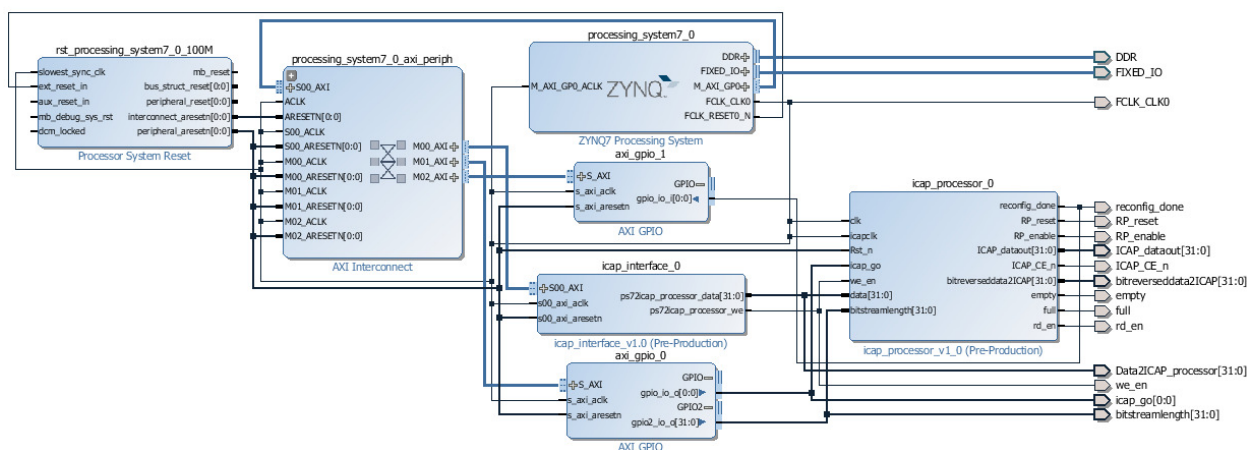 rst_processing_system7_0_100M
slowest_sync_clk
ext_reset_in
aux_reset_in
mb_debug_sys_rst
dcm_locked
mb_reset
bus_struct_reset[0:0]
peripheral_reset[0:0]
interconnect_aresetn[0:0]
peripheral_aresetn[0:0]
Processor System Reset
processing_system7_0_axi_periph
S00_AXI
ACLK
ARESETN[0:0]
S00_ACLK
S00_ARESETN[0:0]
M00_ACLK
M00_ARESETN[0:0]
M01_ACLK
M01_ARESETN[0:0]
M02_ACLK
M02_ARESETN[0:0]
M00_AXI
M01_AXI
M02_AXI
AXI Interconnect
processing_system7_0
M_AXI_GP0_ACLK
ZYNQ
DDR
FIXED_IO
M_AXI_GP0
FCLK_CLK0
FCLK_RESET0_N
ZYNQ7 Processing System
axi_gpio_1
S_AXI
s_axi_aclk
s_axi_aresetn
GPIO
gpio_io_i[0:0]
AXI GPIO
icap_interface_0
S00_AXI
s00_axi_aclk
s00_axi_aresetn
ps72icap_processor_data[31:0]
ps72icap_processor_we
icap_interface_v1.0 (Pre-Production)
axi_gpio_0
S_AXI
s_axi_aclk
s_axi_aresetn
GPIO
gpio_io_o[0:0]
GPIO2
gpio2_io_o[31:0]
AXI GPIO
icap_processor_0
clk
icapclk
Rst_n
icap_go
we_en
data[31:0]
bitstreamlength[31:0]
reconfig_done
RP_reset
RP_enable
ICAP_dataout[31:0]
ICAP_CE_n
bitreverseddata2ICAP[31:0]
empty
full
rd_en
icap_processor_v1_0 (Pre-Production)
DDR
FIXED_IO
FCLK_CLK0
reconfig_done
RP_reset
RP_enable
ICAP_dataout[31:0]
ICAP_CE_n
bitreverseddata2ICAP[31:0]
empty
full
rd_en
Data2ICAP_processor[31:0]
we_en
icap_go[0:0]
bitstreamlength[31:0]